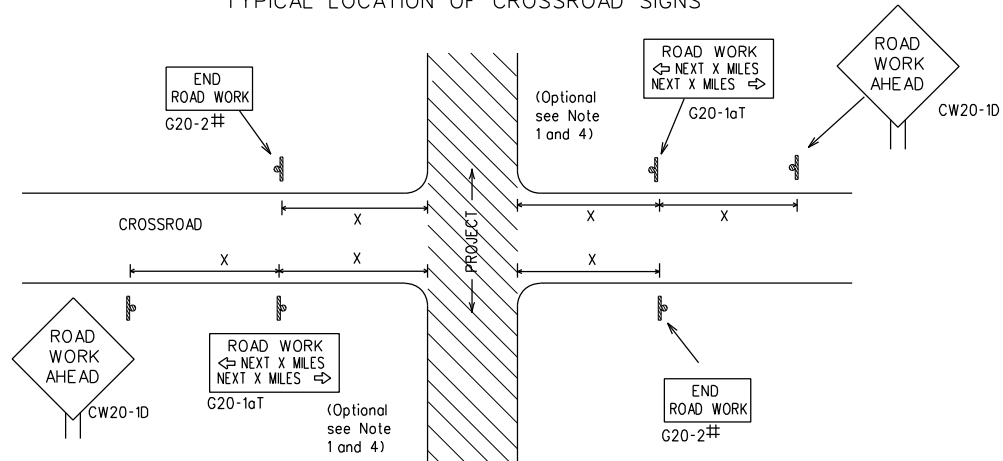 TYPICAL LOCATION OF CROSSROAD SIGNS
END
ROAD WORK
G20-2#
(Optional
see Note
1 and 4)
ROAD WORK
⇦ NEXT X MILES
NEXT X MILES ⇨
G20-1aT
ROAD
WORK
AHEAD
CW20-1D
CROSSROAD
X
X
X
PROJECT
X
X
X
ROAD
WORK
AHEAD
CW20-1D
ROAD WORK
⇦ NEXT X MILES
NEXT X MILES ⇨
G20-1aT
(Optional
see Note
1 and 4)
END
ROAD WORK
G20-2#